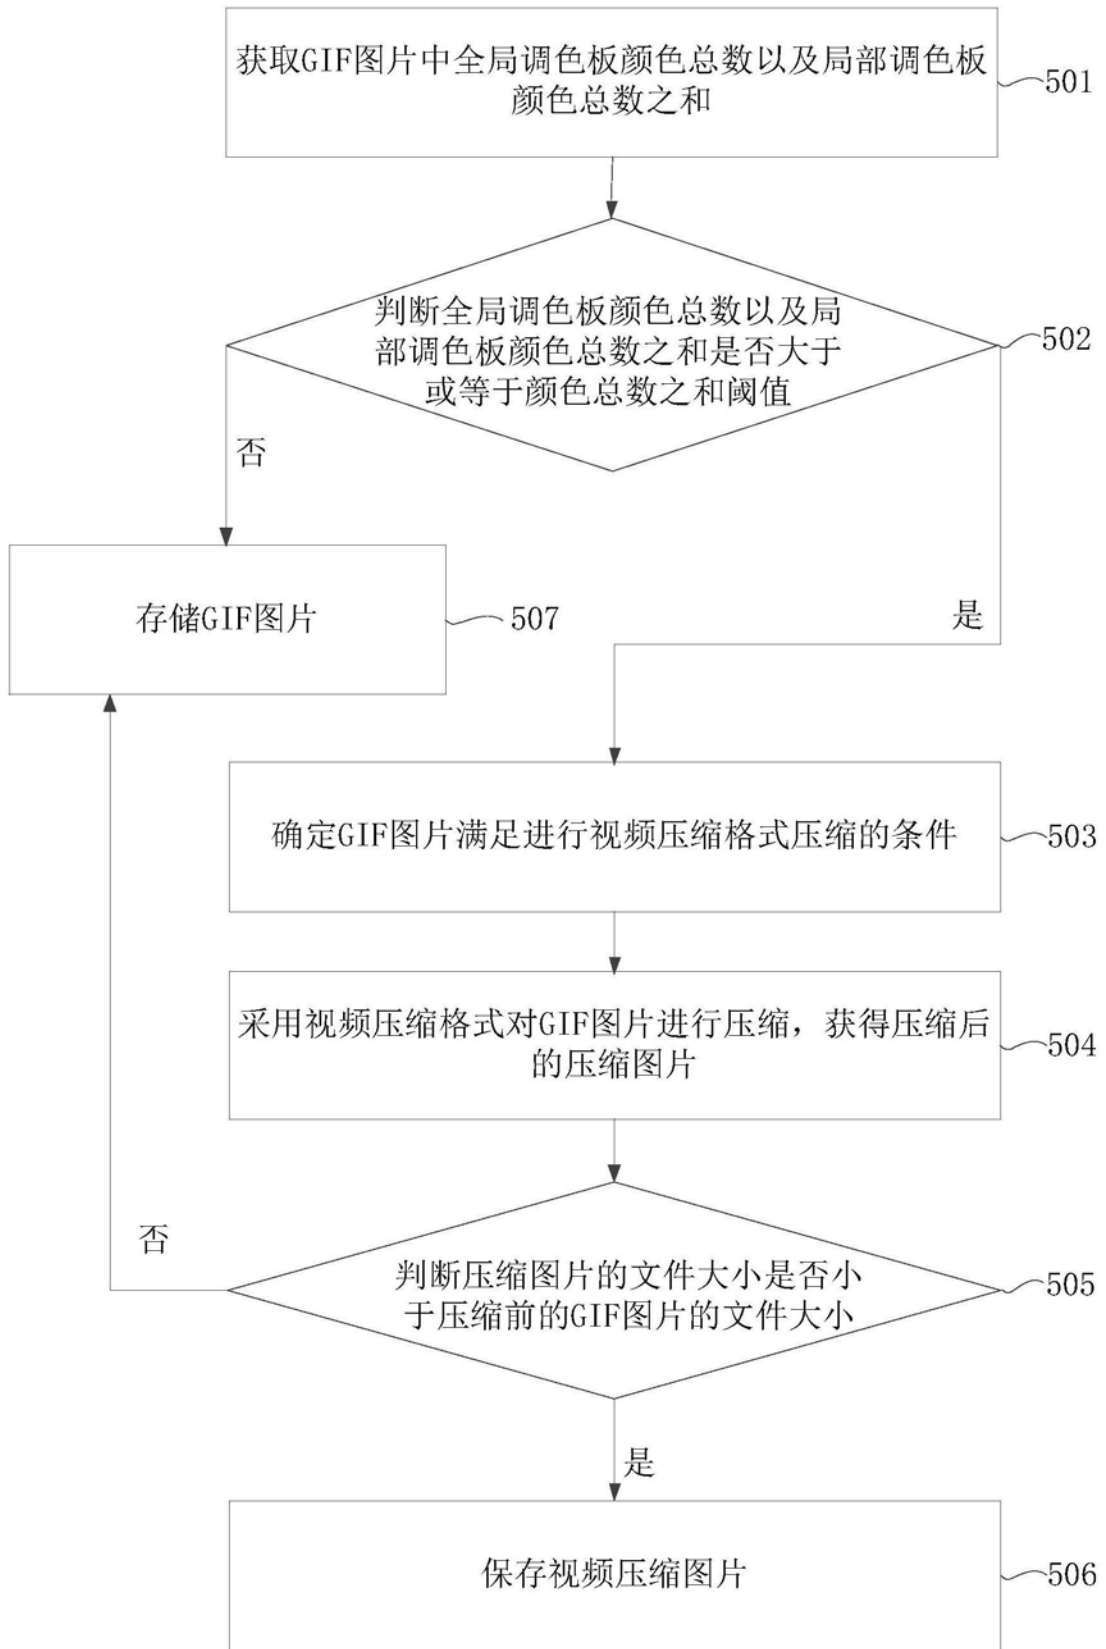 获取GIF图片中全局调色板颜色总数以及局部调色板
颜色总数之和
501
判断全局调色板颜色总数以及局
部调色板颜色总数之和是否大于
或等于颜色总数之和阈值
502
否
存储GIF图片
507
是
确定GIF图片满足进行视频压缩格式压缩的条件
503
采用视频压缩格式对GIF图片进行压缩，获得压缩后
的压缩图片
504
否
判断压缩图片的文件大小是否小
于压缩前的GIF图片的文件大小
505
是
保存视频压缩图片
506